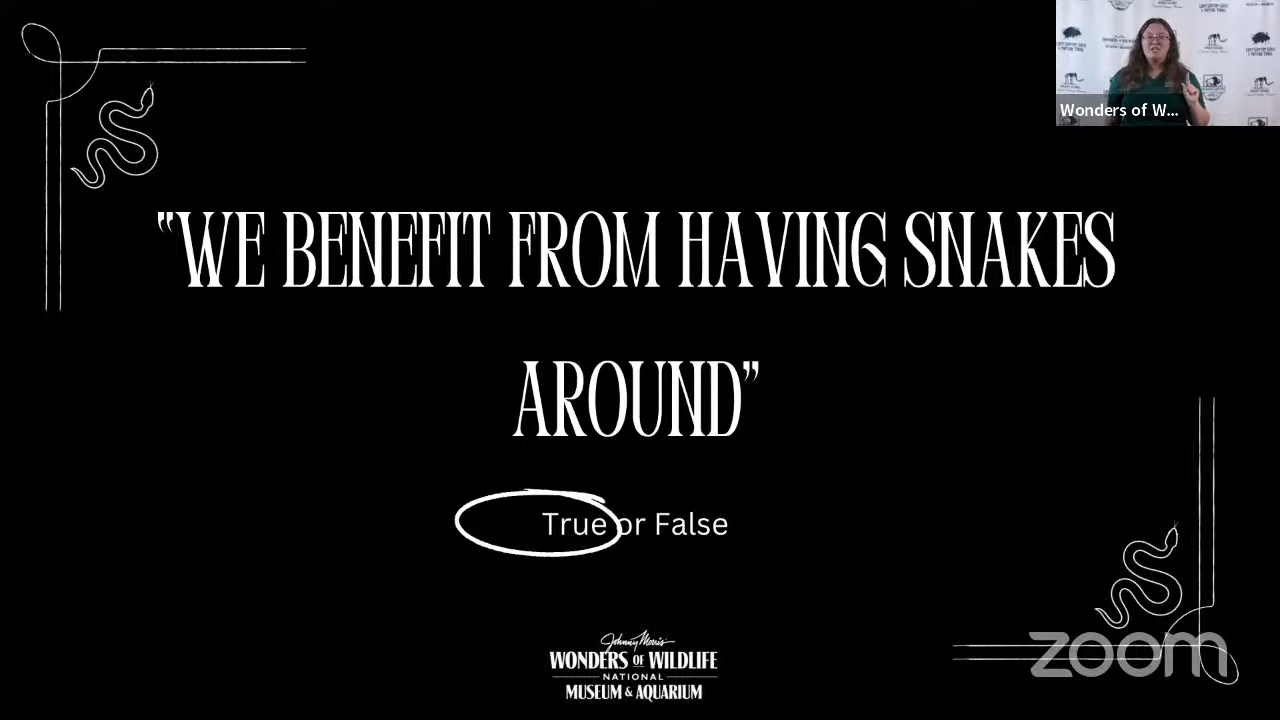 Wonders of W...
"WE BENEFIT FROM HAVING SNAKES
AROUND"
True or False
Johnny Morris'
WONDERS OF WILDLIFE
NATIONAL
MUSEUM & AQUARIUM
zoom